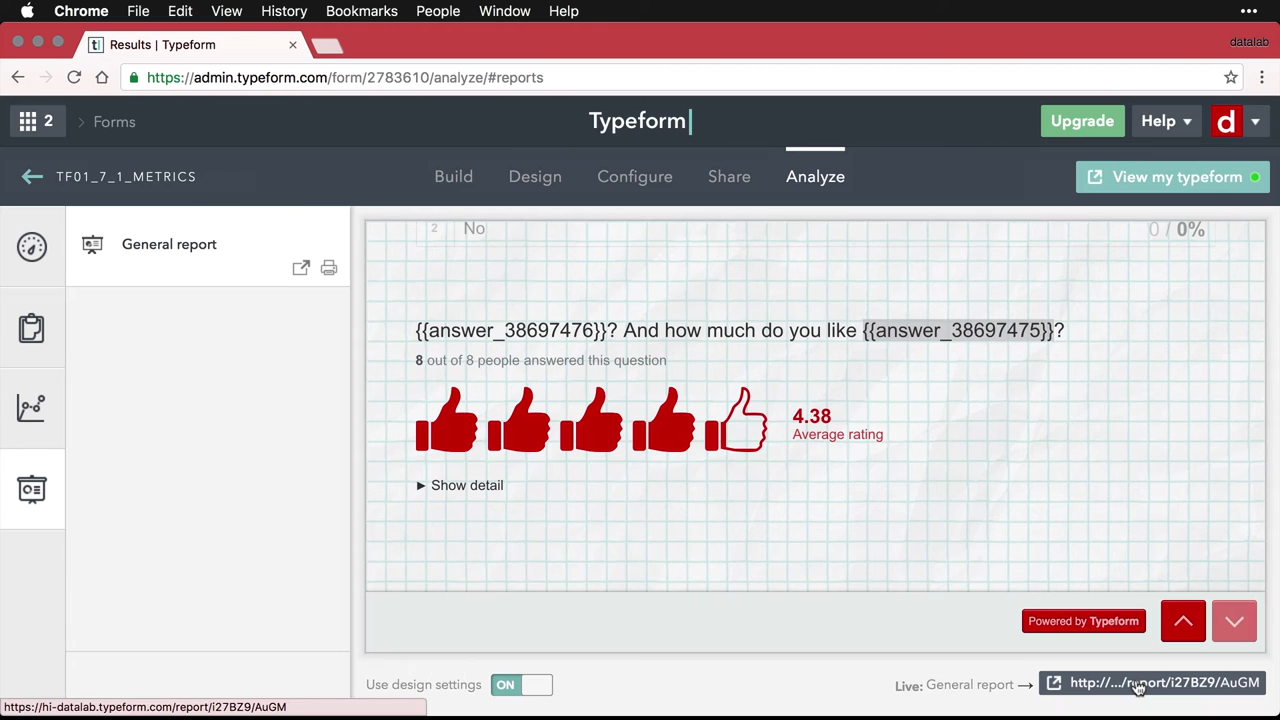 Chrome File Edit View History Bookmarks People Window Help
Results | Typeform
datalab
https://admin.typeform.com/form/2783610/analyze/#reports
2 Forms Typeform Upgrade Help d
TF01_7_1_METRICS Build Design Configure Share Analyze View my typeform
General report
2 No 0 / 0%
{{answer_38697476}}? And how much do you like {{answer_38697475}}?
8 out of 8 people answered this question
4.38
Average rating
► Show detail
Powered by Typeform
Use design settings ON Live: General report → http://.../report/i27BZ9/AuGM
https://hi-datalab.typeform.com/report/i27BZ9/AuGM